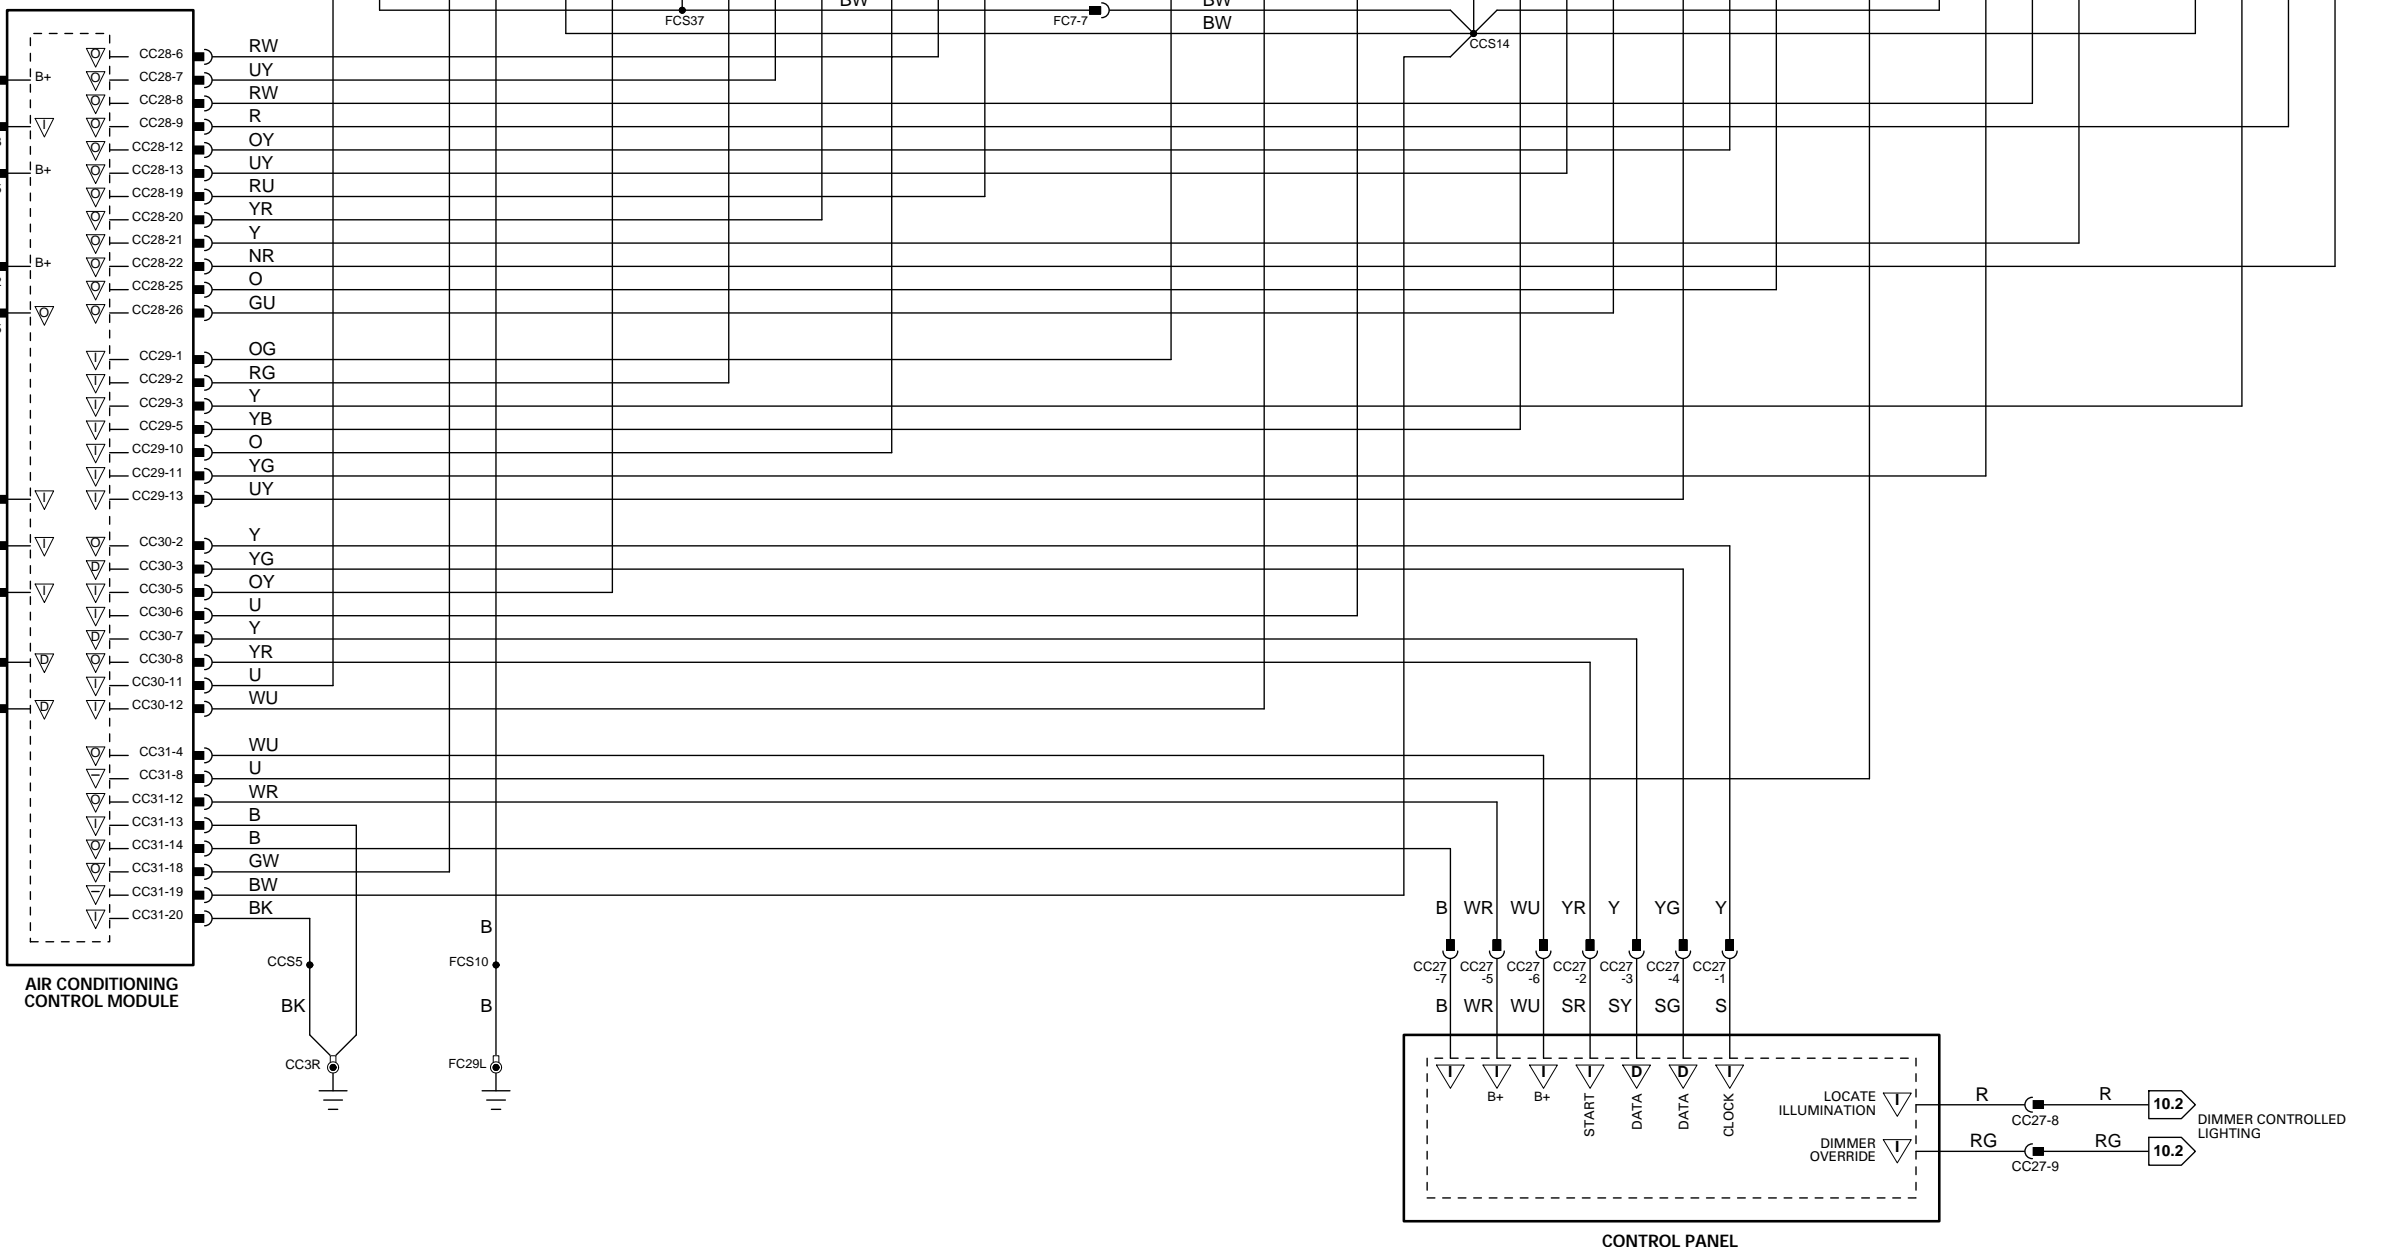 BW
BW
FCS37
FC7-7
BW
CCS14
CC28-6 RW
B+ CC28-7 UY
CC28-8 RW
I CC28-9 R
CC28-12 OY
B+ CC28-13 UY
CC28-19 RU
CC28-20 YR
CC28-21 Y
B+ CC28-22 NR
CC28-25 O
O O CC28-26 GU
I CC29-1 OG
I CC29-2 RG
I CC29-3 Y
I CC29-5 YB
I CC29-10 O
I CC29-11 YG
I I CC29-13 UY
I O CC30-2 Y
D CC30-3 YG
I I CC30-5 OY
I CC30-6 U
D CC30-7 Y
D O CC30-8 YR
I CC30-11 U
D I CC30-12 WU
O CC31-4 WU
CC31-8 U
O CC31-12 WR
I CC31-13 B
O CC31-14 B
O CC31-18 GW
CC31-19 BW
I CC31-20 BK
AIR CONDITIONING
CONTROL MODULE
CCS5
BK
CC3R
B
FCS10
B
FC29L
B WR WU YR Y YG Y
CC27 CC27 CC27 CC27 CC27 CC27 CC27
-7 -5 -6 -2 -3 -4 -1
B WR WU SR SY SG S
I I I I D D I
B+ B+
START
DATA
DATA
CLOCK
LOCATE
ILLUMINATION
I
R
CC27-8
R
10.2
DIMMER CONTROLLED
LIGHTING
DIMMER
OVERRIDE
I
RG
CC27-9
RG
10.2
CONTROL PANEL